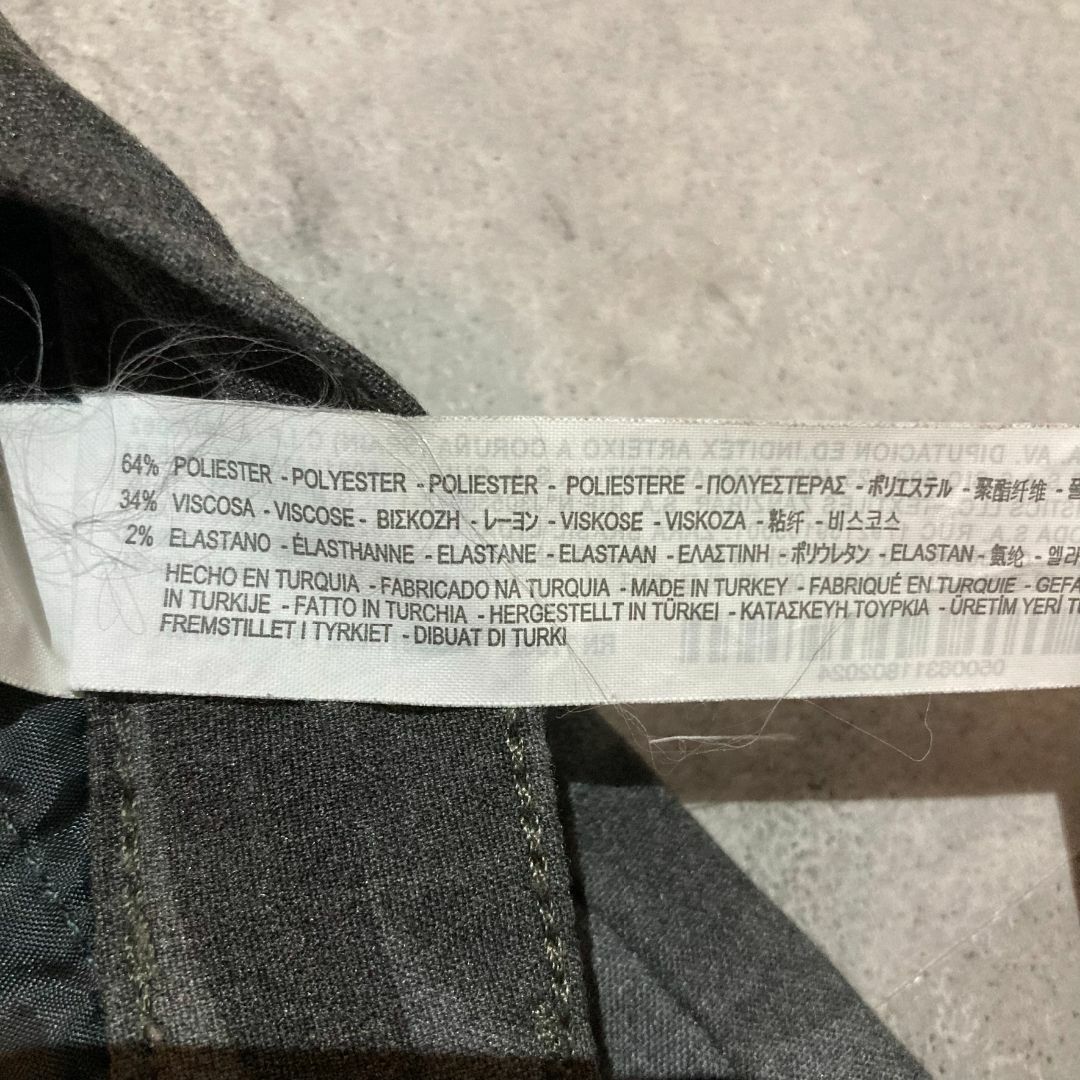 64% POLIESTER - POLYESTER - POLIESTER - POLIESTERE - ΠΟΛΥΕΣΤΕΡΑΣ - ポリエステル - 聚酯纤维 -
34% VISCOSA - VISCOSE - ΒΙΣΚΟΖΗ - レーヨン - VISKOSE - VISKOZA - 粘纤 - 비스코스
2% ELASTANO - ÉLASTHANNE - ELASTANE - ELASTAAN - ΕΛΑΣΤΙΝΗ - ポリウレタン - ELASTAN - 氨纶 -
HECHO EN TURQUIA - FABRICADO NA TURQUIA - MADE IN TURKEY - FABRIQUÉ EN TURQUIE -
IN TURKIJE - FATTO IN TURCHIA - HERGESTELLT IN TÜRKEI - ΚΑΤΑΣΚΕΥΗ ΤΟΥΡΚΙΑ - ÜRETİM YERİ
FREMSTILLET I TYRKIET - DIBUAT DI TURKI